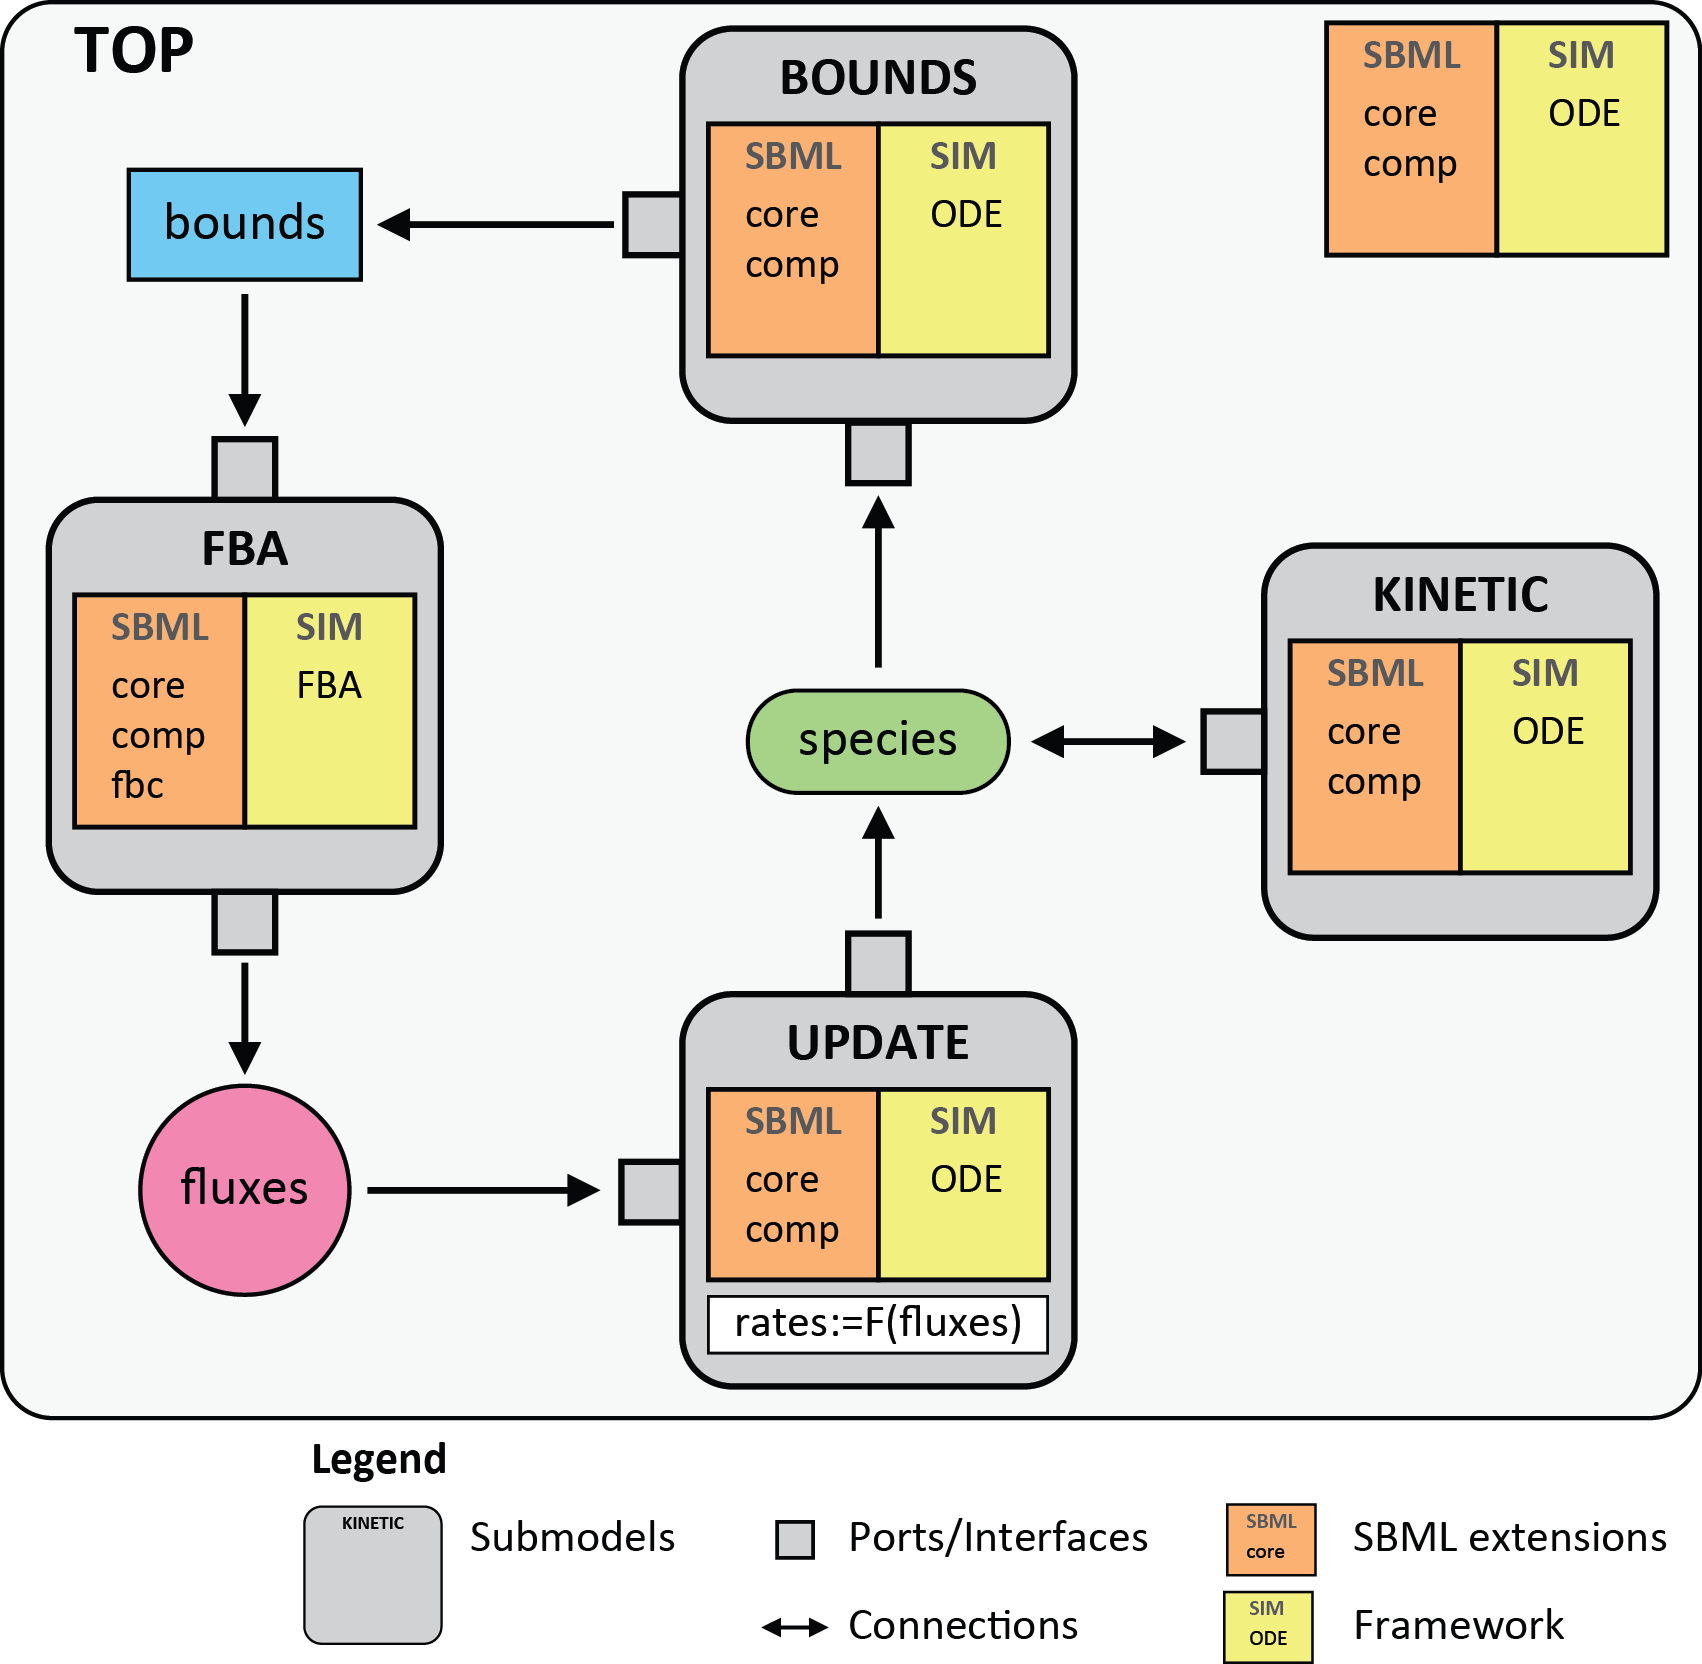 TOP
BOUNDS
SBML SIM
core ODE
comp
SBML SIM
core ODE
comp
bounds
FBA
SBML SIM
core FBA
comp
fbc
KINETIC
SBML SIM
core ODE
comp
species
UPDATE
SBML SIM
core ODE
comp
rates:=F(fluxes)
fluxes
Legend
KINETIC
Submodels
Ports/Interfaces
SBML
core
SBML extensions
Connections
SIM
ODE
Framework